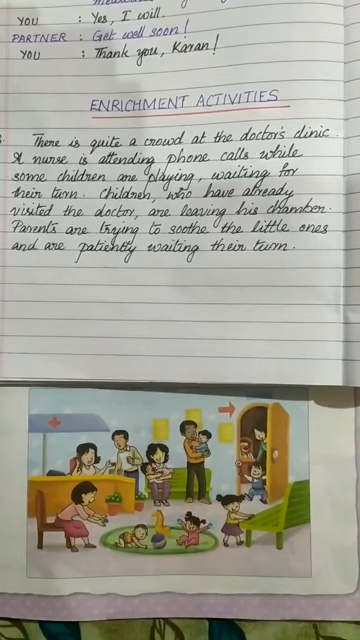 YOU : Yes, I will.
PARTNER : Get well soon!
YOU : Thank you, Karan!
ENRICHMENT ACTIVITIES
There is quite a crowd at the doctor's clinic.
A nurse is attending phone calls while
some children are playing, waiting for
their turn. Children, who have already
visited the doctor, are leaving his chamber.
Parents are trying to soothe the little ones
and are patiently waiting their turn.